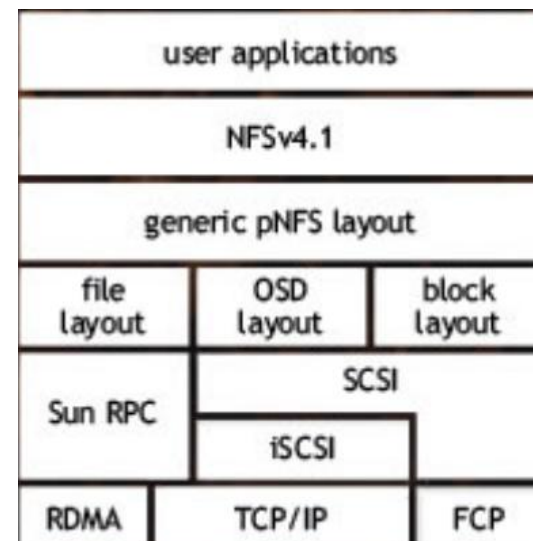 user applications
NFSv4.1
generic pNFS layout
file
layout
OSD
layout
block
layout
Sun RPC
SCSI
iSCSI
RDMA
TCP/IP
FCP